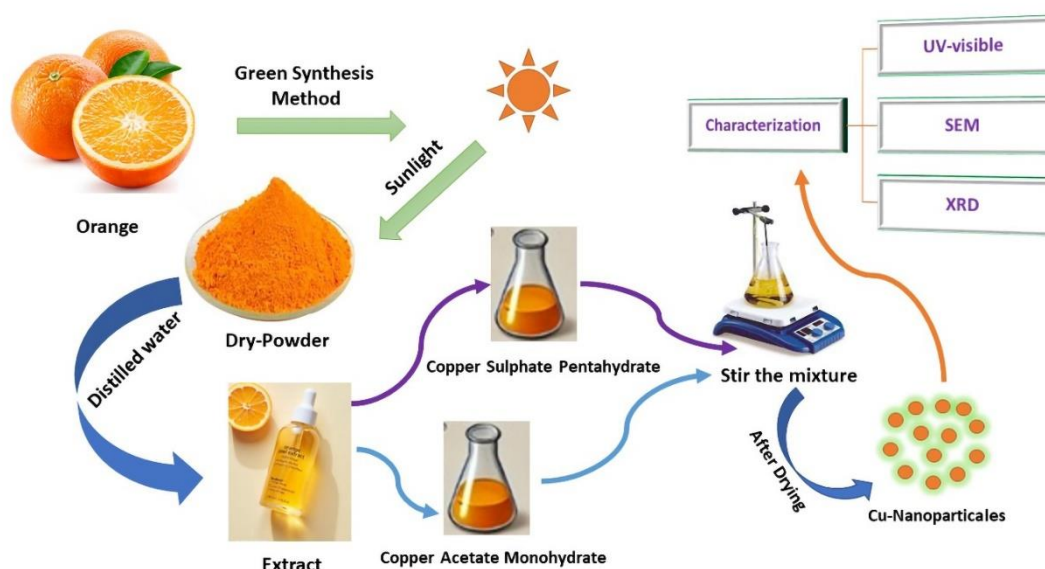 Green Synthesis
Method
Sunlight
Orange
Dry-Powder
Distilled water
Extract
Copper Sulphate Pentahydrate
Copper Acetate Monohydrate
Stir the mixture
After Drying
Cu-Nanoparticales
Characterization
UV-visible
SEM
XRD